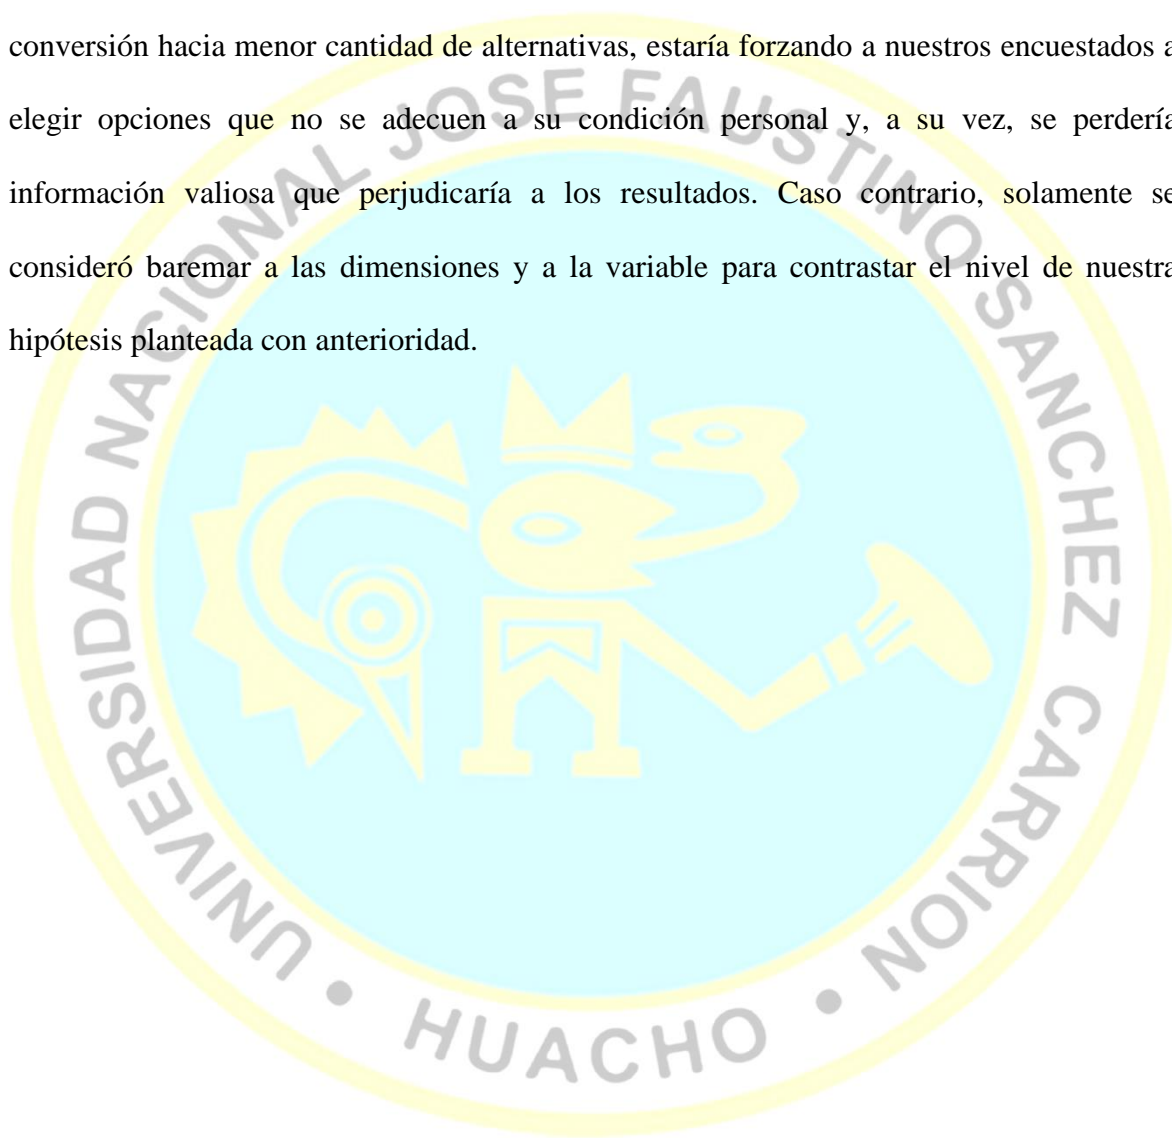 conversión hacia menor cantidad de alternativas, estaría forzando a nuestros encuestados a
elegir opciones que no se adecuen a su condición personal y, a su vez, se perdería
información valiosa que perjudicaría a los resultados. Caso contrario, solamente se
consideró baremar a las dimensiones y a la variable para contrastar el nivel de nuestra
hipótesis planteada con anterioridad.
UNIVERSIDAD NACIONAL JOSE FAUSTINO SANCHEZ CARRION
• HUACHO •